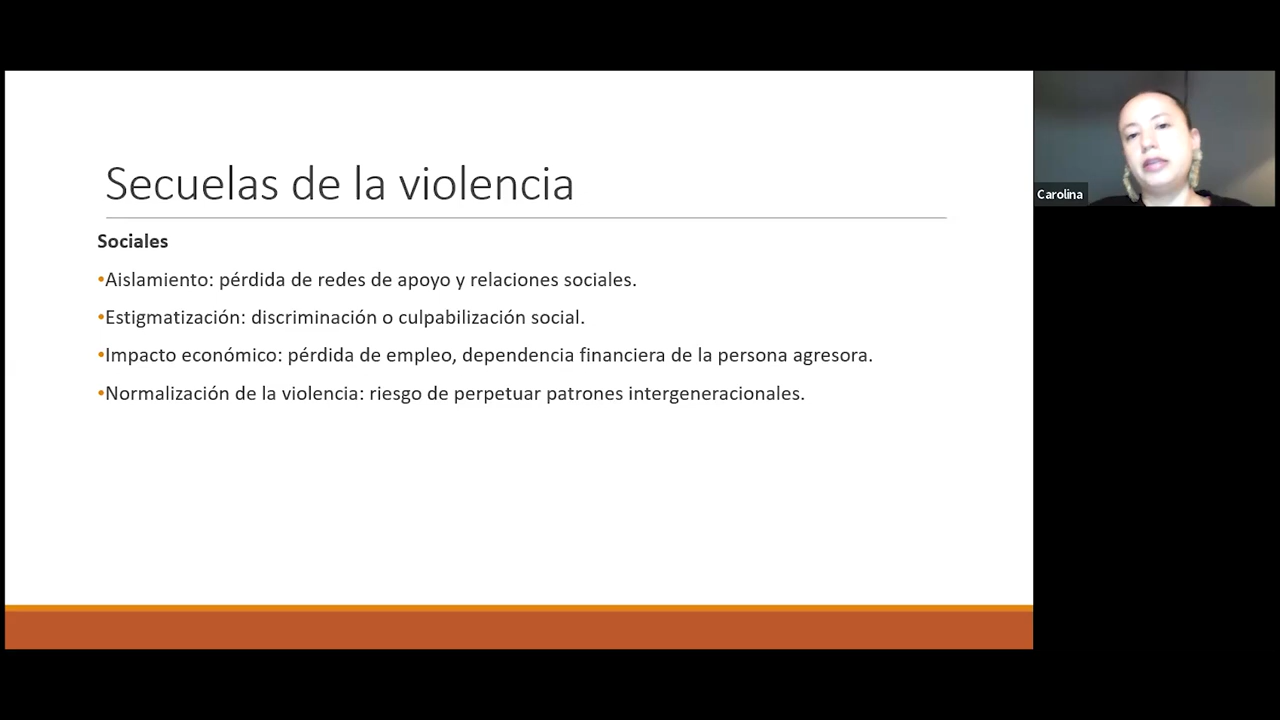 Secuelas de la violencia
Sociales
•Aislamiento: pérdida de redes de apoyo y relaciones sociales.
•Estigmatización: discriminación o culpabilización social.
•Impacto económico: pérdida de empleo, dependencia financiera de la persona agresora.
•Normalización de la violencia: riesgo de perpetuar patrones intergeneracionales.
Carolina